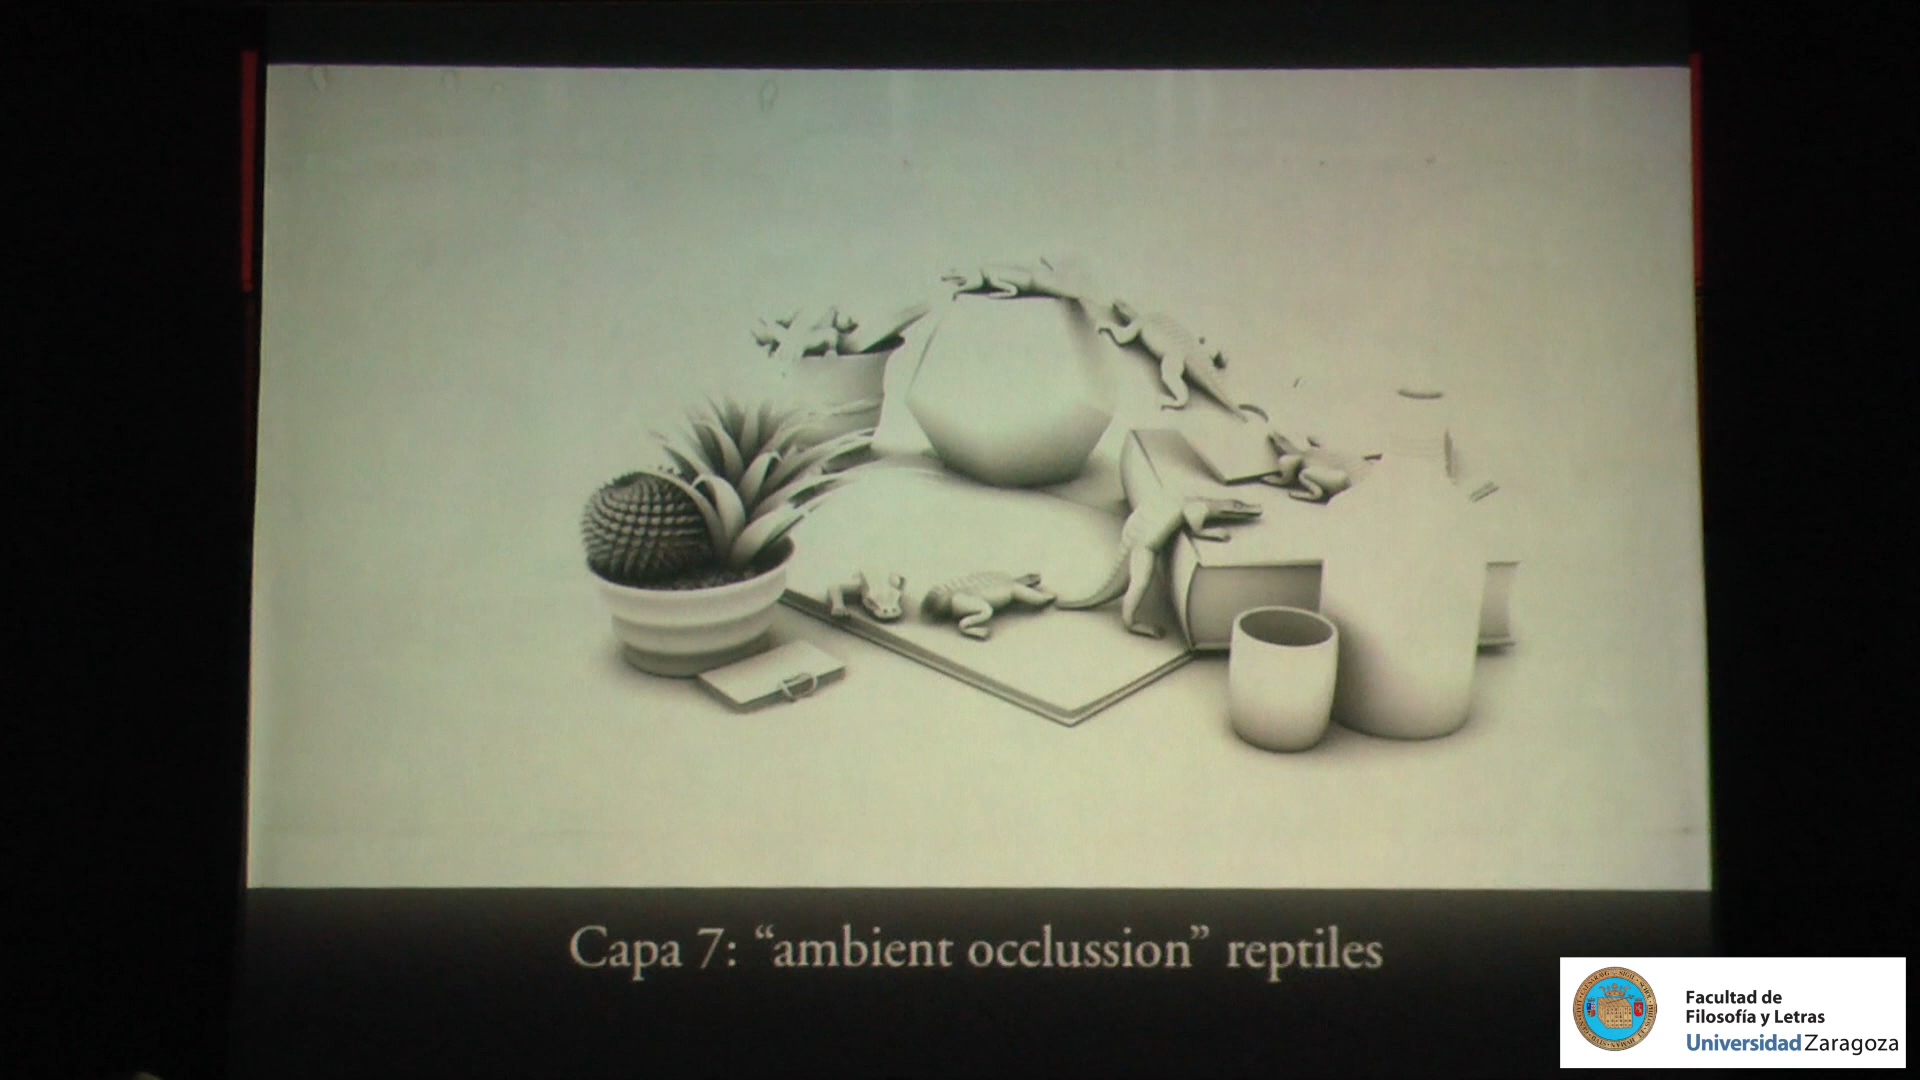 Capa 7: “ambient occlussion” reptiles
Facultad de
Filosofía y Letras
Universidad Zaragoza